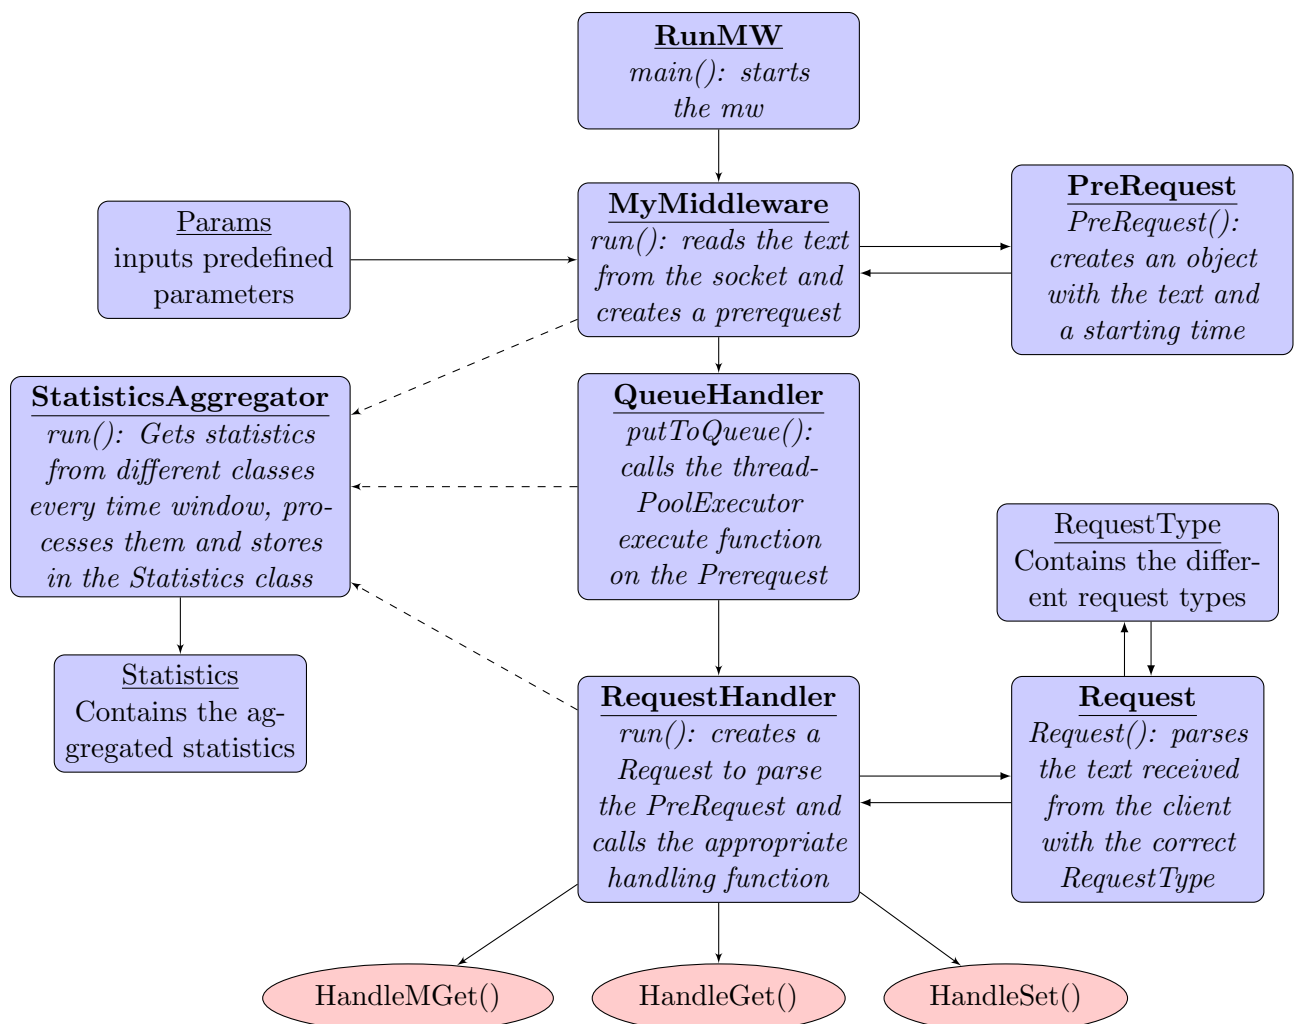 RunMW
main(): starts
the mw
Params
inputs predefined
parameters
MyMiddleware
run(): reads the text
from the socket and
creates a prerequest
PreRequest
PreRequest():
creates an object
with the text and
a starting time
StatisticsAggregator
run(): Gets statistics
from different classes
every time window, pro-
cesses them and stores
in the Statistics class
QueueHandler
putToQueue():
calls the thread-
PoolExecutor
execute function
on the Prerequest
RequestType
Contains the differ-
ent request types
Statistics
Contains the ag-
gregated statistics
RequestHandler
run(): creates a
Request to parse
the PreRequest and
calls the appropriate
handling function
Request
Request(): parses
the text received
from the client
with the correct
RequestType
HandleMGet()
HandleGet()
HandleSet()